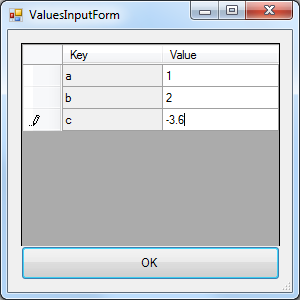 ValuesInputForm
Key Value
a 1
b 2
c -3.6
OK